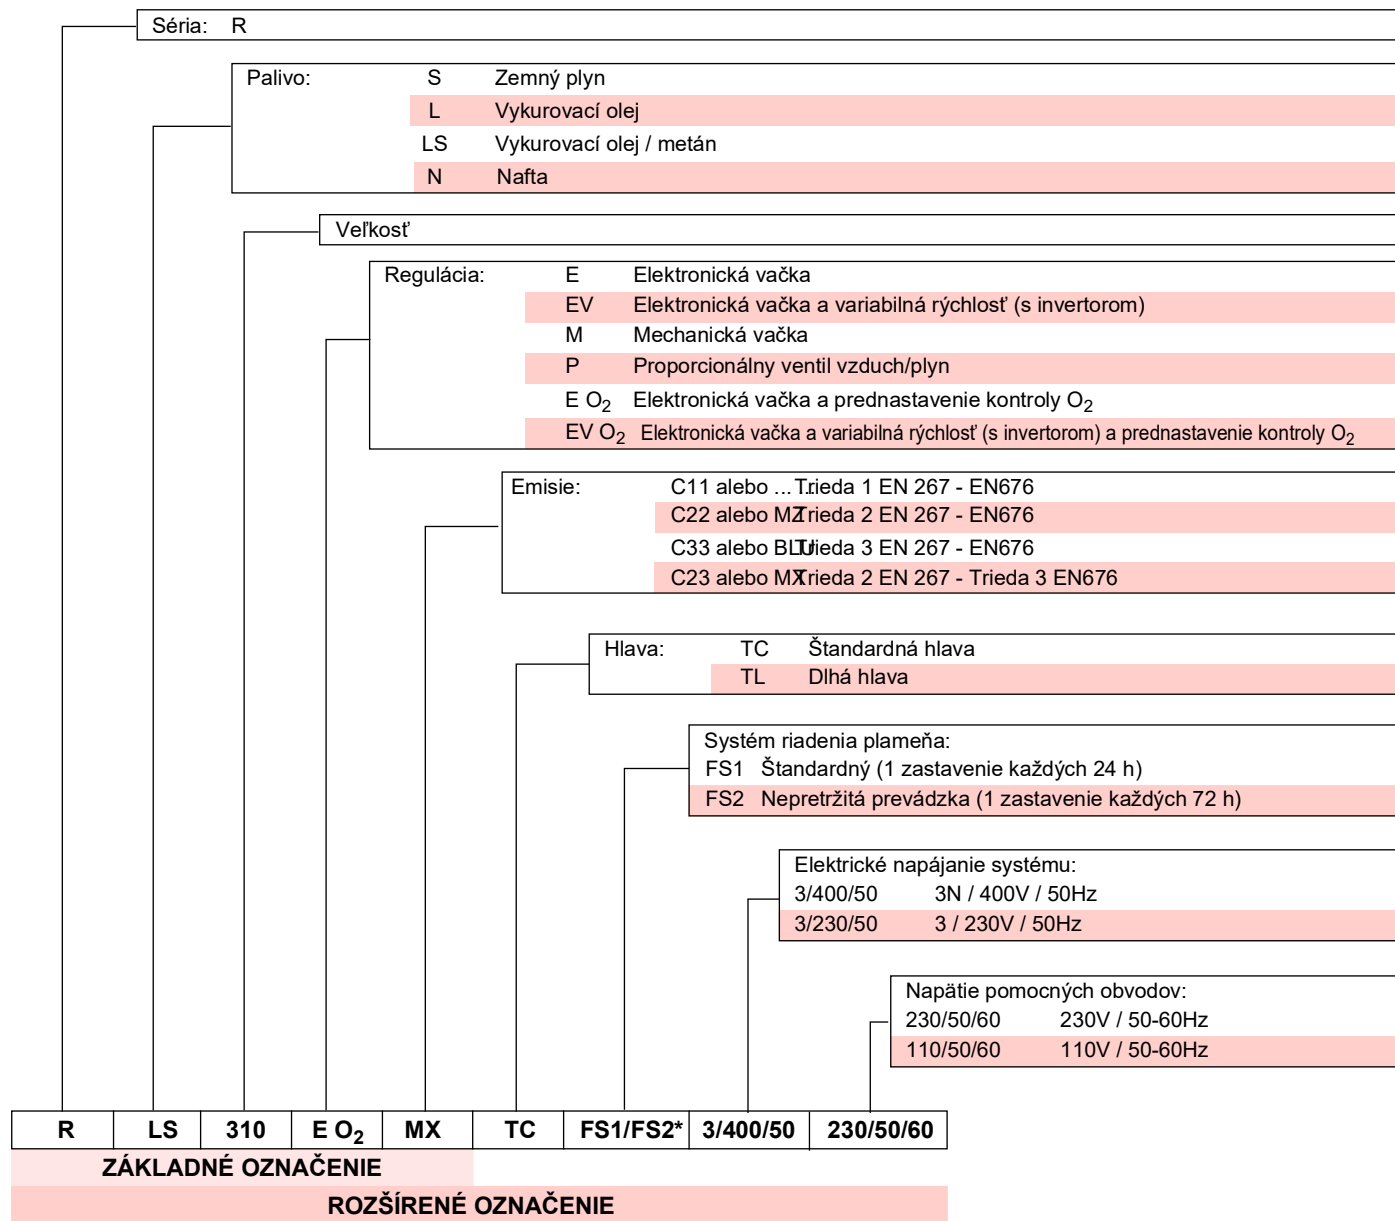 Séria: R
Palivo: S Zemný plyn
L Vykurovací olej
LS Vykurovací olej / metán
N Nafta
Veľkosť
Regulácia: E Elektronická vačka
EV Elektronická vačka a variabilná rýchlosť (s invertorom)
M Mechanická vačka
P Proporcionálny ventil vzduch/plyn
E O2 Elektronická vačka a prednastavenie kontroly O2
EV O2 Elektronická vačka a variabilná rýchlosť (s invertorom) a prednastavenie kontroly O2
Emisie: C11 alebo ... Trieda 1 EN 267 - EN676
C22 alebo MZ Trieda 2 EN 267 - EN676
C33 alebo BLU Trieda 3 EN 267 - EN676
C23 alebo MX Trieda 2 EN 267 - Trieda 3 EN676
Hlava: TC Štandardná hlava
TL Dlhá hlava
Systém riadenia plameňa:
FS1 Štandardný (1 zastavenie každých 24 h)
FS2 Nepretržitá prevádzka (1 zastavenie každých 72 h)
Elektrické napájanie systému:
3/400/50 3N / 400V / 50Hz
3/230/50 3 / 230V / 50Hz
Napätie pomocných obvodov:
230/50/60 230V / 50-60Hz
110/50/60 110V / 50-60Hz
R LS 310 E O2 MX TC FS1/FS2* 3/400/50 230/50/60
ZÁKLADNÉ OZNAČENIE
ROZŠÍRENÉ OZNAČENIE